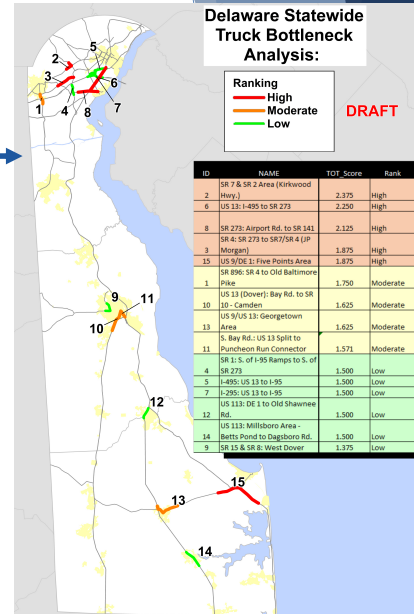 Delaware Statewide
Truck Bottleneck
Analysis:
Ranking
High
Moderate
Low
DRAFT
ID NAME TOT_Score Rank
SR 7 & SR 2 Area (Kirkwood
2 Hwy.) 2.375 High
6 US 13: I-495 to SR 273 2.250 High
8 SR 273: Airport Rd. to SR 141 2.125 High
SR 4: SR 273 to SR7/SR 4 (JP
3 Morgan) 1.875 High
15 US 9/DE 1: Five Points Area 1.875 High
SR 896: SR 4 to Old Baltimore
1 Pike 1.750 Moderate
US 13 (Dover): Bay Rd. to SR
10 10 - Camden 1.625 Moderate
US 9/US 13: Georgetown
13 Area 1.625 Moderate
S. Bay Rd.: US 13 Split to
11 Puncheon Run Connector 1.571 Moderate
SR 1: S. of I-95 Ramps to S. of
4 SR 273 1.500 Low
5 I-495: US 13 to I-95 1.500 Low
7 I-295: US 13 to I-95 1.500 Low
US 113: DE 1 to Old Shawnee
12 Rd. 1.500 Low
US 113: Millsboro Area -
14 Betts Pond to Dagsboro Rd. 1.500 Low
9 SR 15 & SR 8: West Dover 1.375 Low
5
2
3
6
1
4
8
7
9
11
10
12
15
13
14